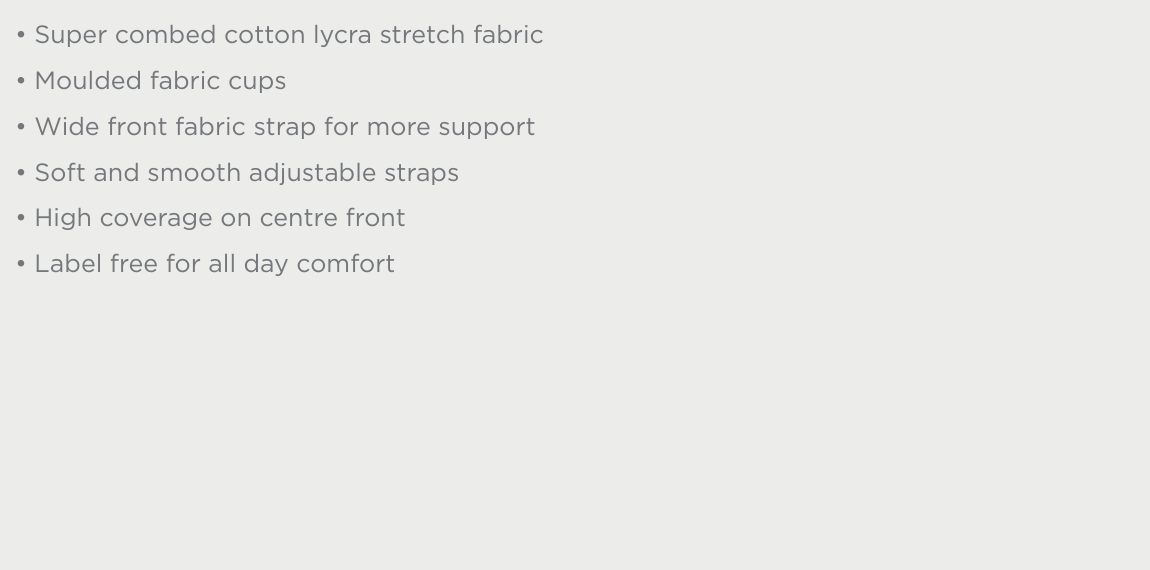 • Super combed cotton lycra stretch fabric
• Moulded fabric cups
• Wide front fabric strap for more support
• Soft and smooth adjustable straps
• High coverage on centre front
• Label free for all day comfort